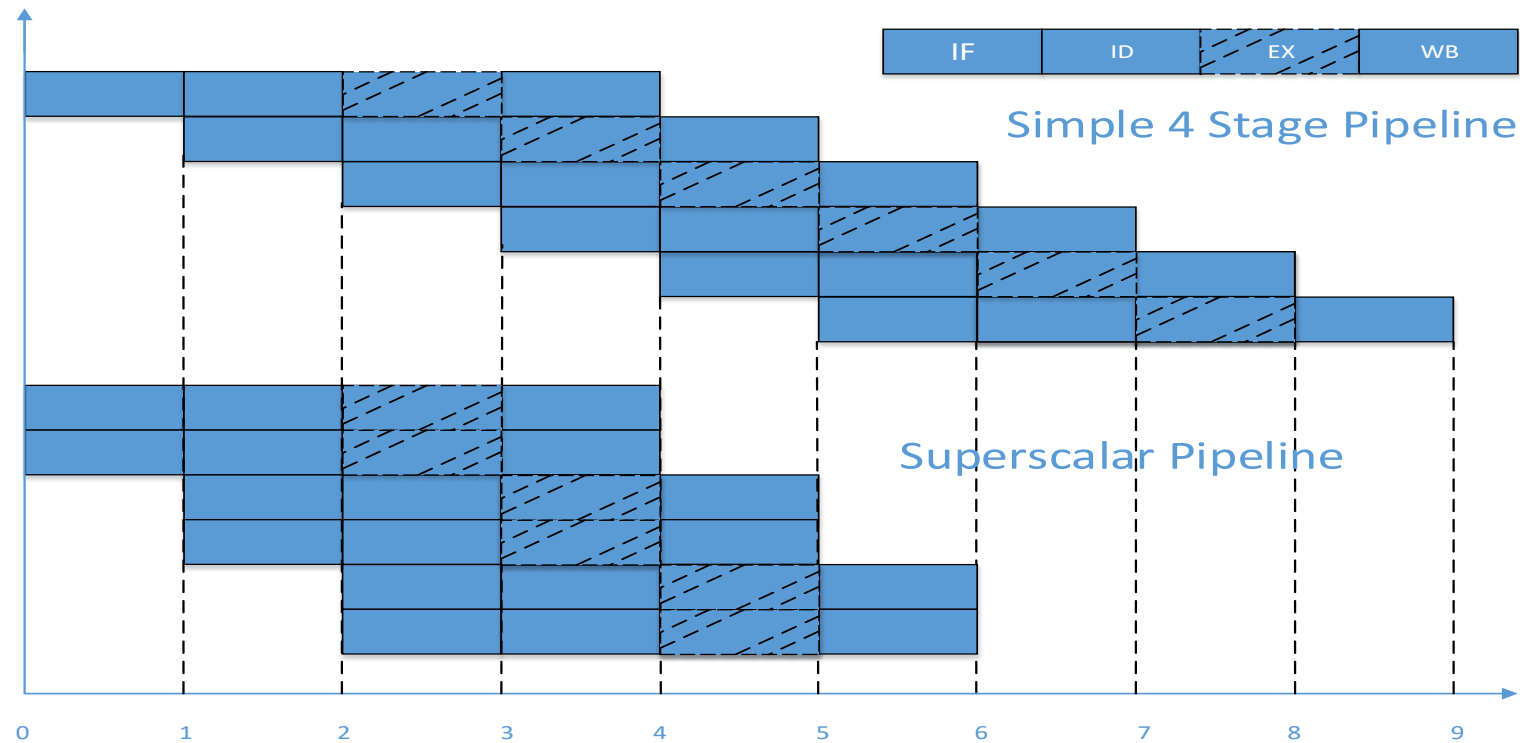 IF ID EX WB
Simple 4 Stage Pipeline
Superscalar Pipeline
0 1 2 3 4 5 6 7 8 9